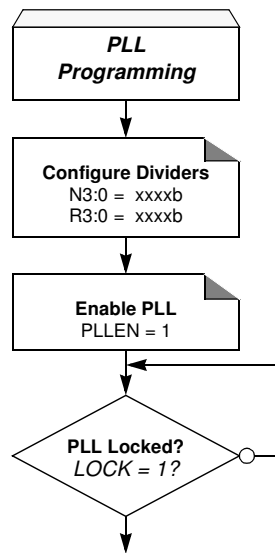 PLL
Programming
Configure Dividers
N3:0 = xxxxb
R3:0 = xxxxb
Enable PLL
PLLEN = 1
PLL Locked?
LOCK = 1?